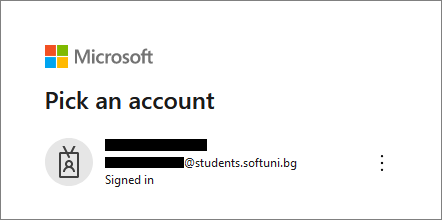 Microsoft
Pick an account
@students.softuni.bg
Signed in